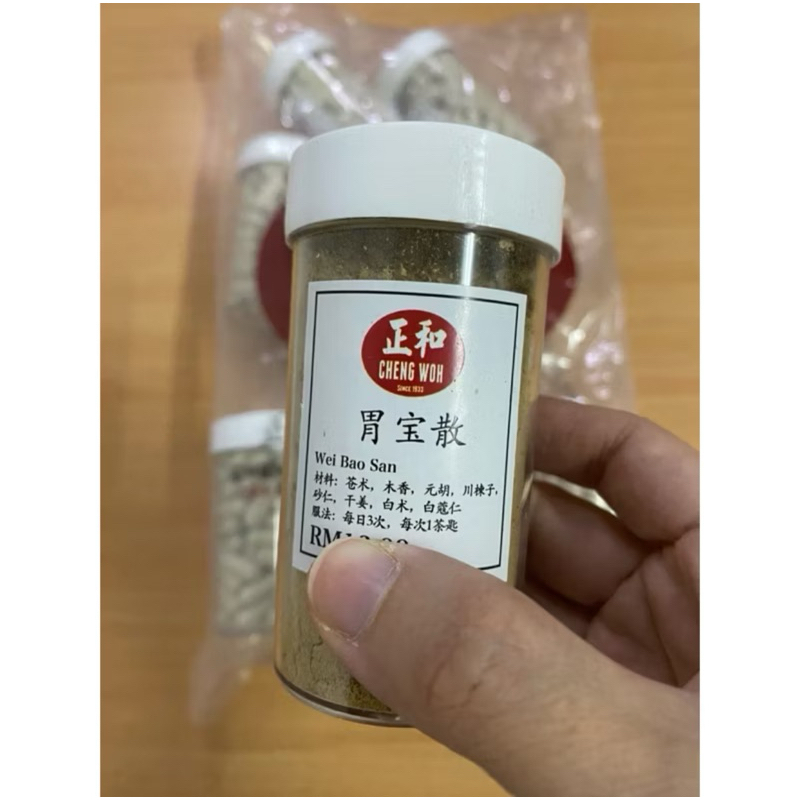 正和
CHENG WOH
SINCE 1933
胃宝散
Wei Bao San
材料：苍术，木香，元胡，川楝子，
砂仁，干姜，白术，白蔻仁
服法：每日3次，每次1茶匙